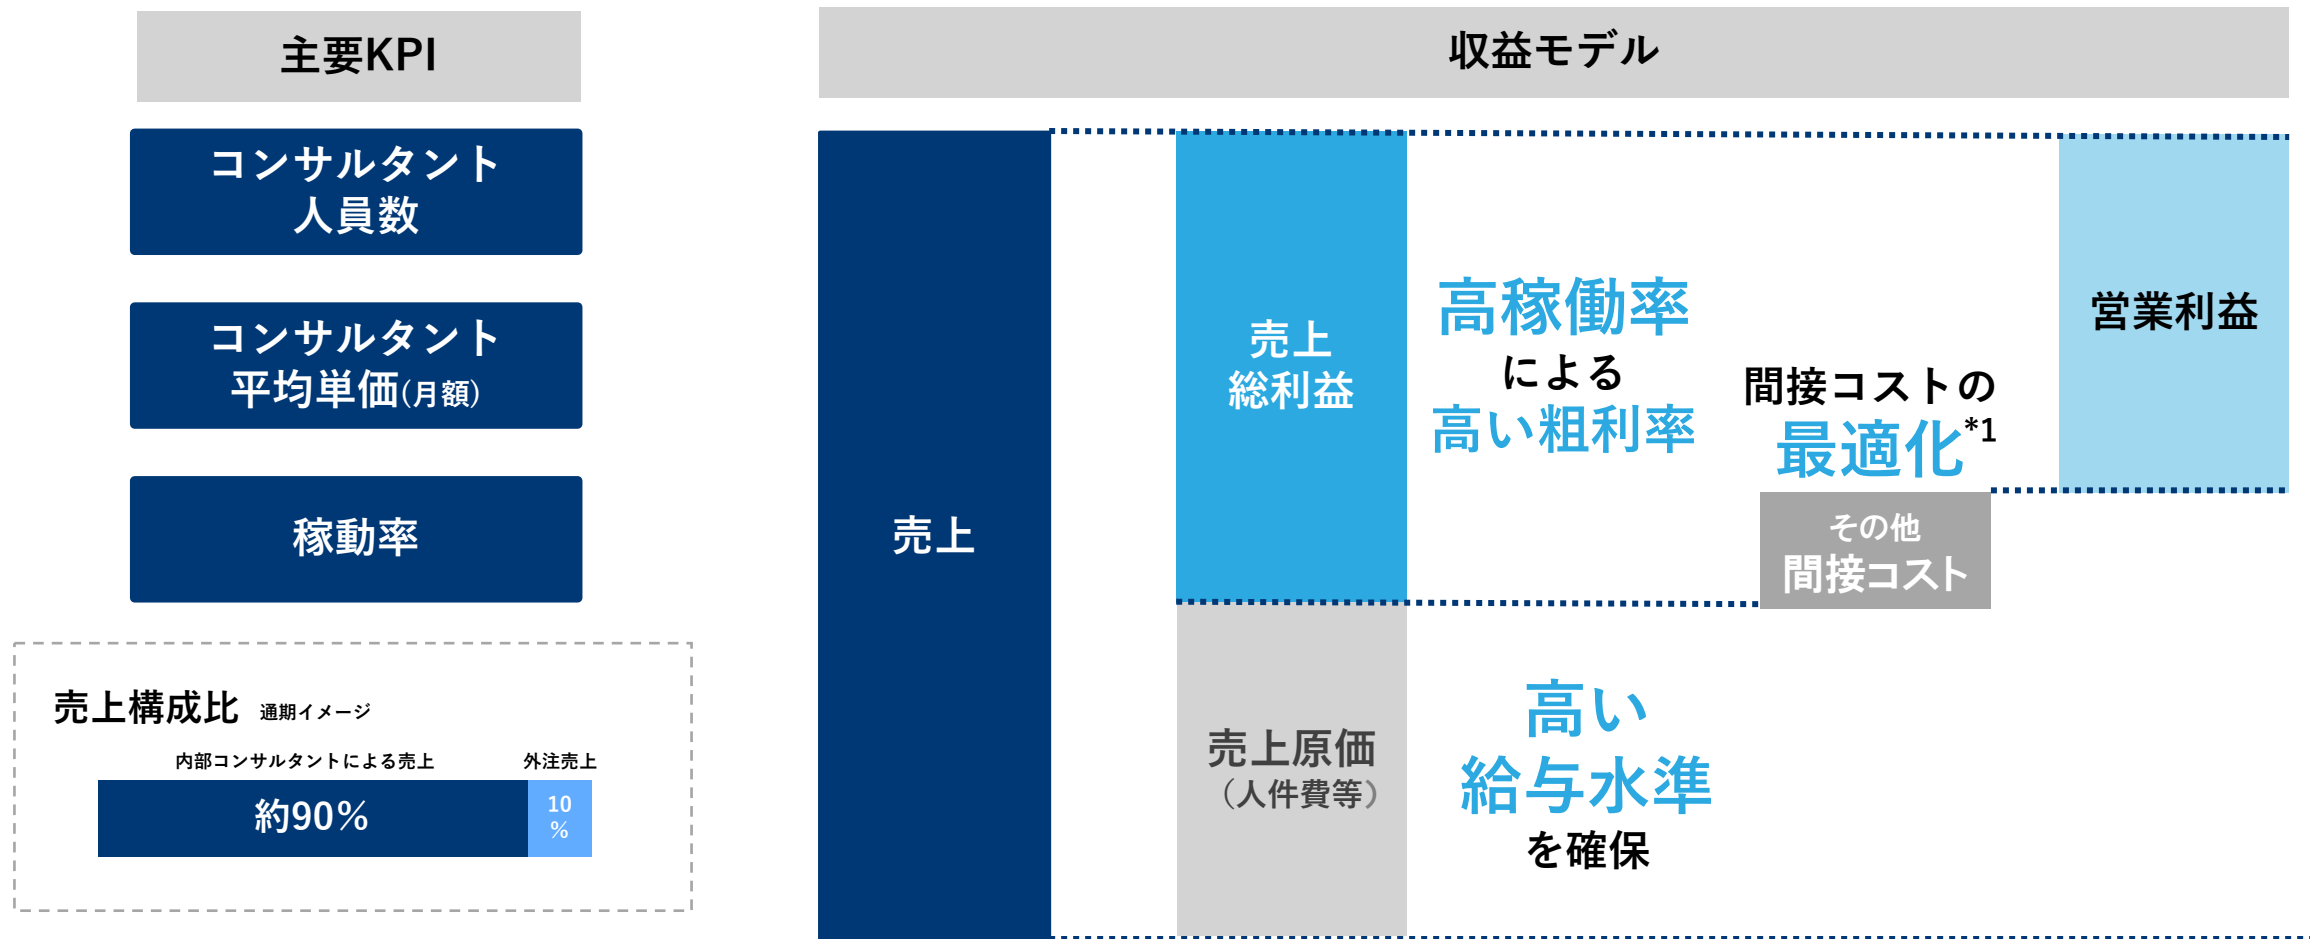 主要KPI
コンサルタント
人員数
コンサルタント
平均単価(月額)
稼動率
売上構成比 通期イメージ
内部コンサルタントによる売上
外注売上
約90%
10
%
収益モデル
売上
売上
総利益
高稼働率
による
高い粗利率
間接コストの
最適化*1
その他
間接コスト
営業利益
売上原価
（人件費等）
高い
給与水準
を確保